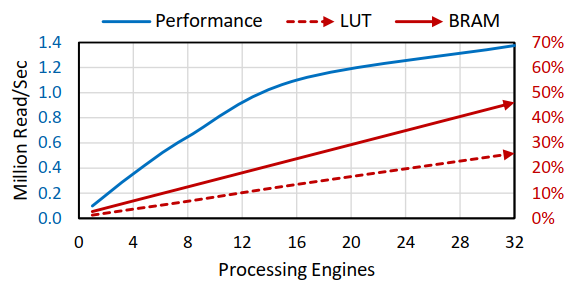 Performance LUT BRAM
1.4 70%
1.2 60%
1.0 50%
0.8 40%
0.6 30%
0.4 20%
0.2 10%
0.0 0%
Million Read/Sec
0 4 8 12 16 20 24 28 32
Processing Engines